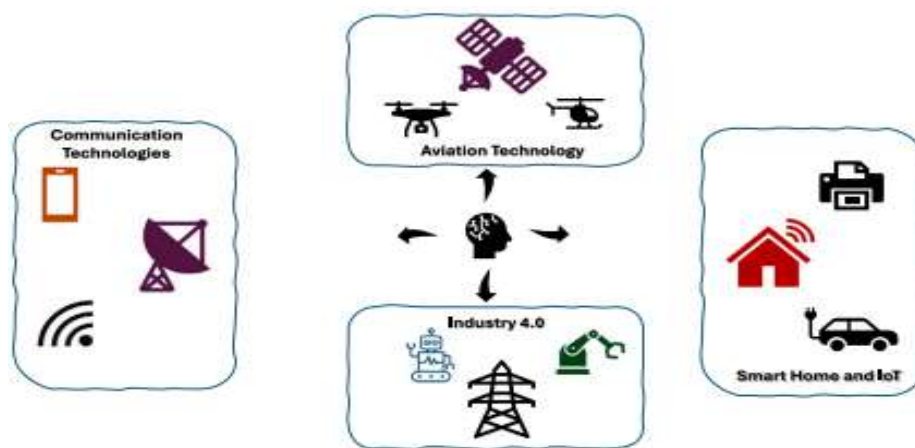 Communication
Technologies
Aviation Technology
Industry 4.0
Smart Home and IoT